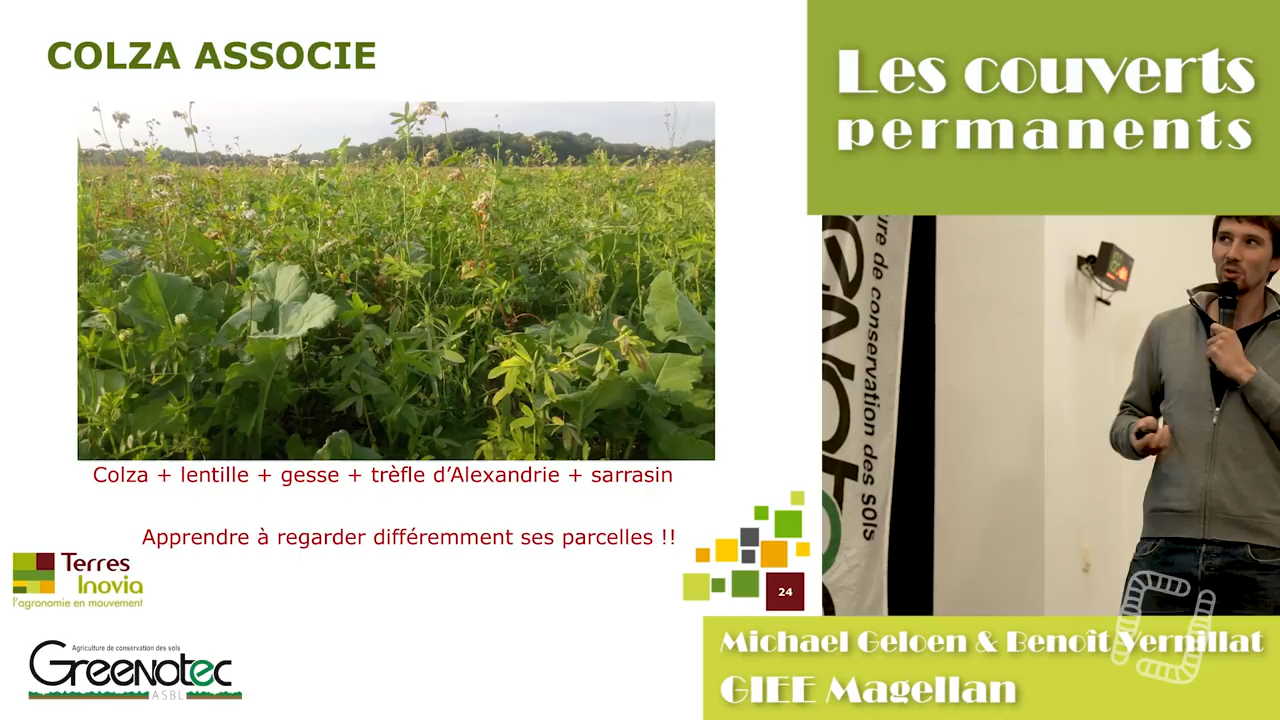 COLZA ASSOCIE
Colza + lentille + gesse + trèfle d’Alexandrie + sarrasin
Apprendre à regarder différemment ses parcelles !!
Terres
Inovia
l'agronomie en mouvement
24
Agriculture de conservation des sols
Greenotec
ASBL
Les couverts
permanents
ure de conservation des sols
Michael Geloen & Benoît Vernillat
GIEE Magellan